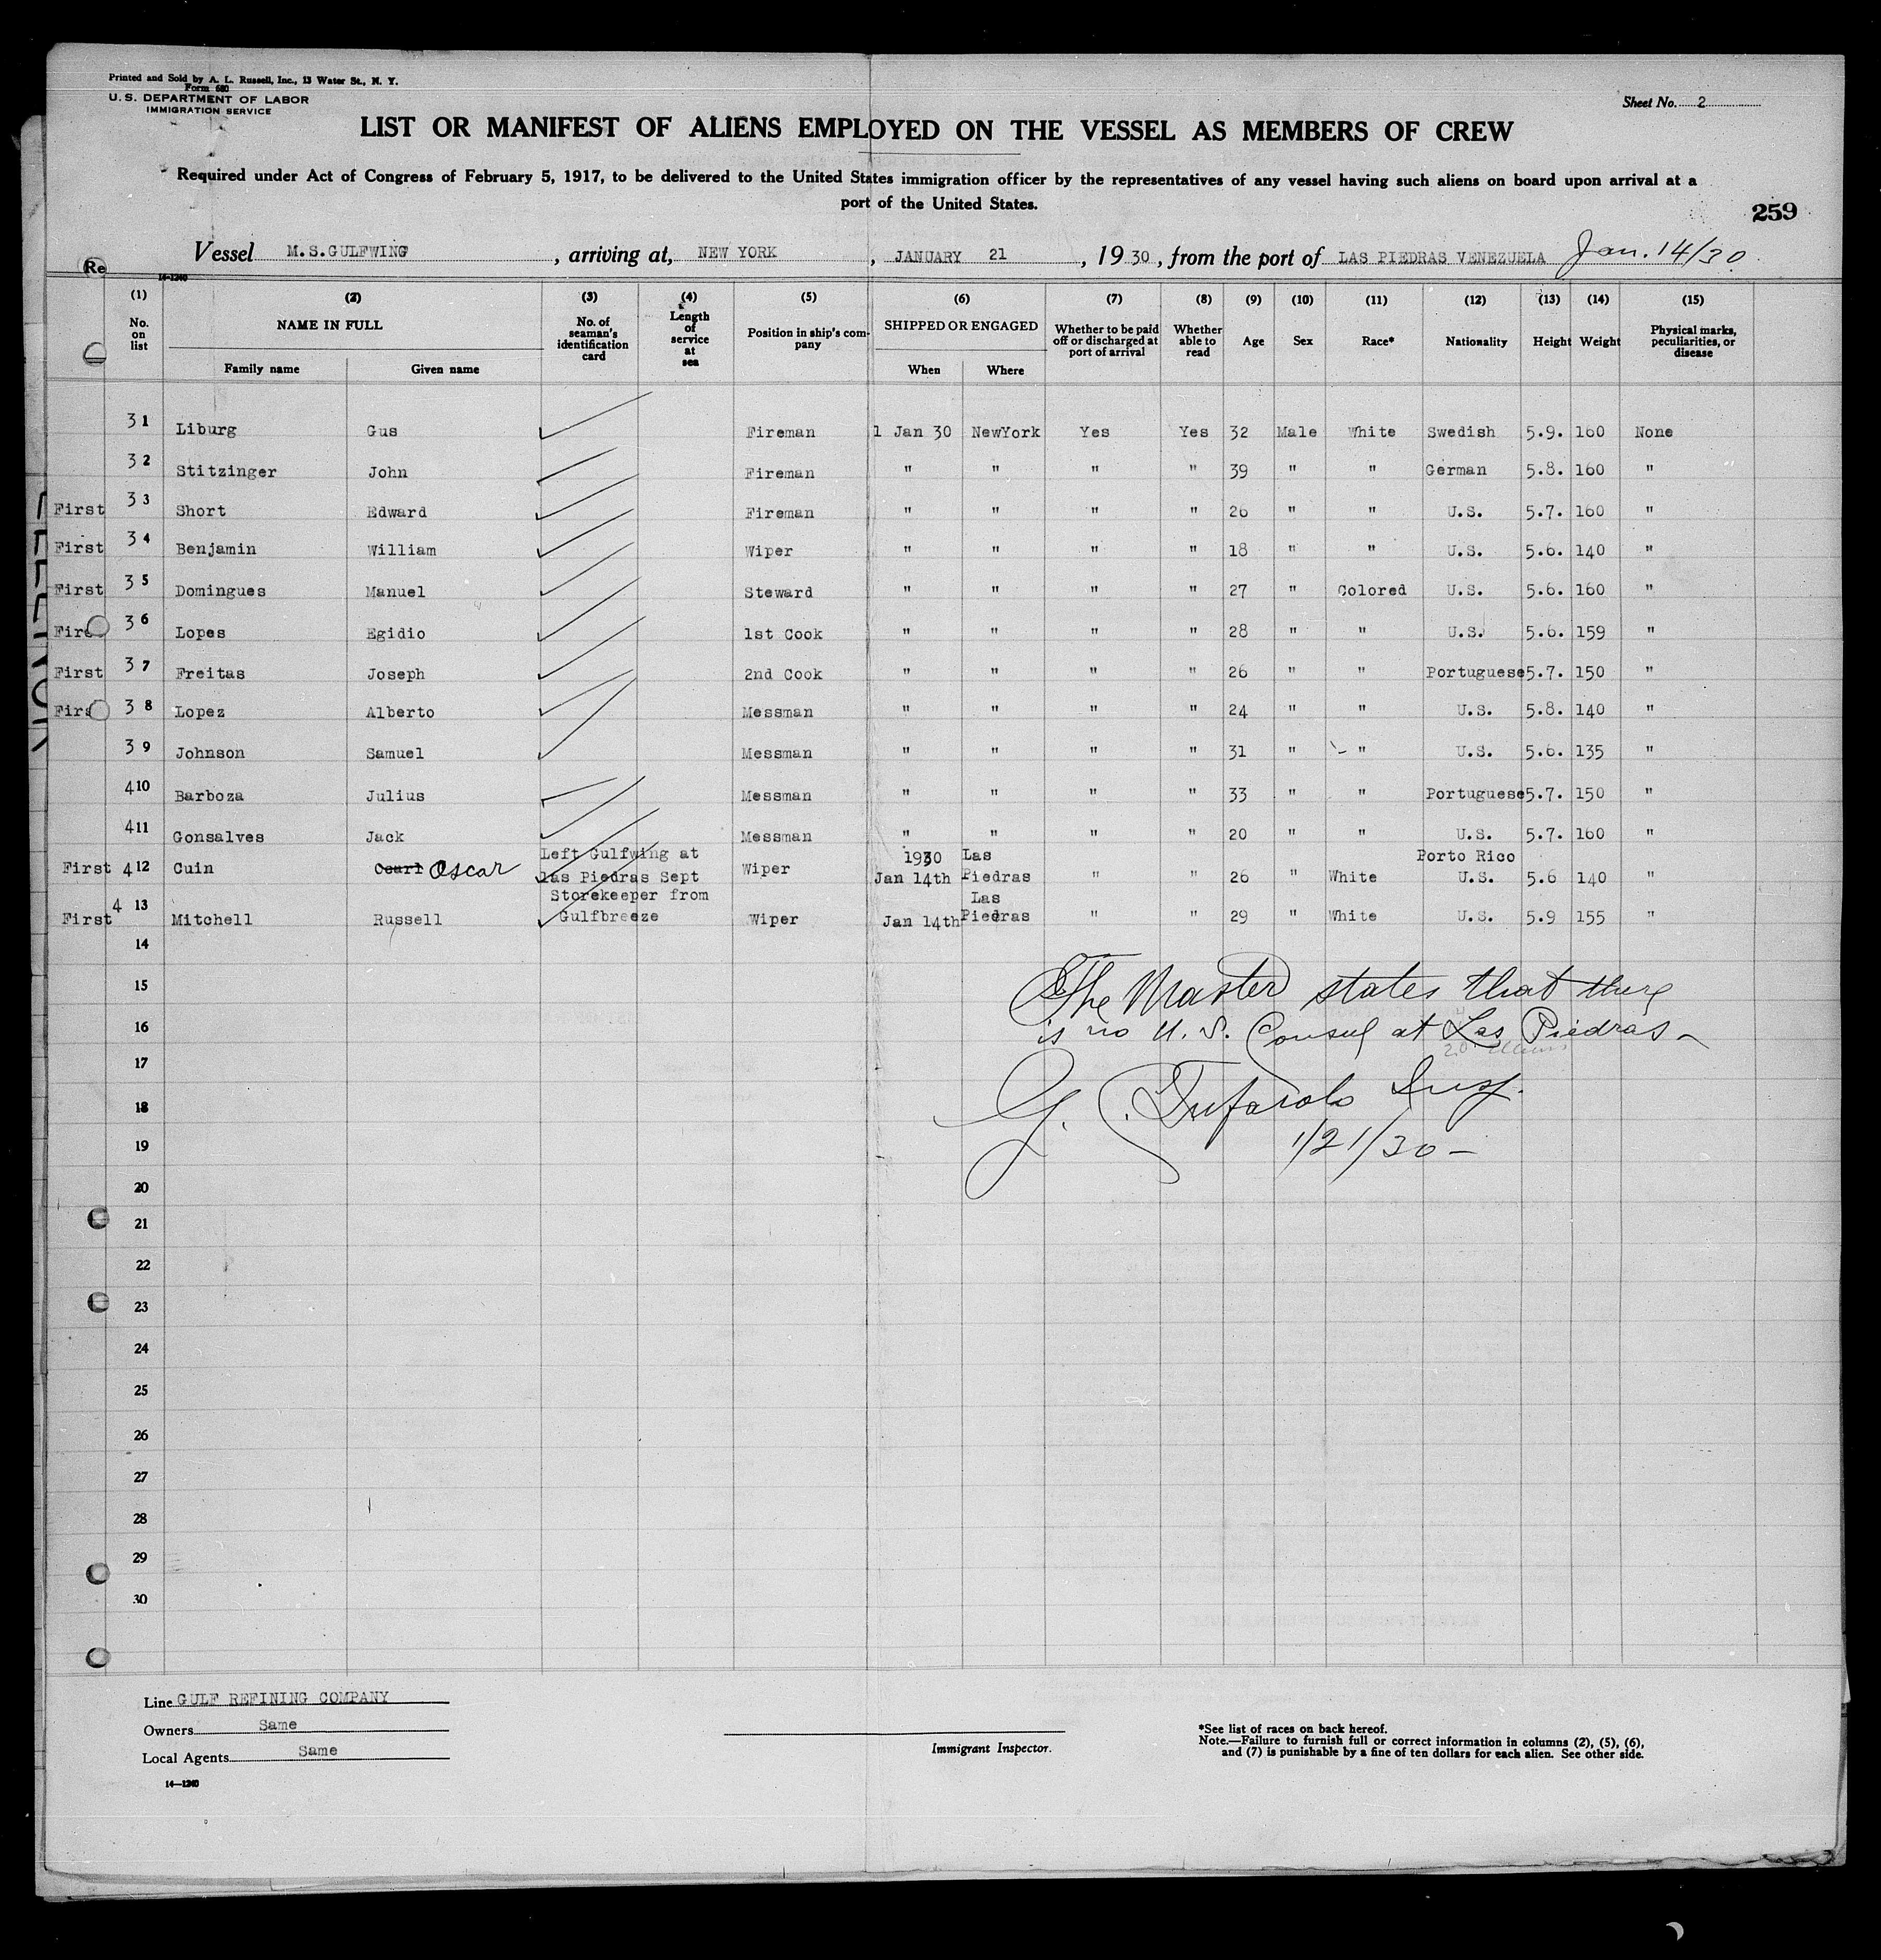 Printed and Sold by A. L. Russell, Inc., 13 Water St., N. Y.
Form 680
U. S. DEPARTMENT OF LABOR
IMMIGRATION SERVICE
Sheet No. 2
LIST OR MANIFEST OF ALIENS EMPLOYED ON THE VESSEL AS MEMBERS OF CREW
Required under Act of Congress of February 5, 1917, to be delivered to the United States immigration officer by the representatives of any vessel having such aliens on board upon arrival at a
port of the United States.
259
Vessel M.S.GULFWING, arriving at, NEW YORK, JANUARY 21, 1930, from the port of LAS PIEDRAS VENEZUELA Jan. 14/30
Re
14-1240
(1) (2) (3) (4) (5) (6) (7) (8) (9) (10) (11) (12) (13) (14) (15)
No. on list NAME IN FULL Family name Given name No. of seaman's identification card Length of service at sea Position in ship's company SHIPPED OR ENGAGED When Where Whether to be paid off or discharged at port of arrival Whether able to read Age Sex Race* Nationality Height Weight Physical marks, peculiarities, or disease
31 Liburg Gus Fireman 1 Jan 30 NewYork Yes Yes 32 Male White Swedish 5.9. 160 None
32 Stitzinger John Fireman " " " " 39 " " German 5.8. 160 "
First 33 Short Edward Fireman " " " " 26 " " U.S. 5.7. 160 "
First 34 Benjamin William Wiper " " " " 18 " " U.S. 5.6. 140 "
First 35 Domingues Manuel Steward " " " " 27 " Colored U.S. 5.6. 160 "
Firs 36 Lopes Egidio 1st Cook " " " " 28 " " U.S. 5.6. 159 "
First 37 Freitas Joseph 2nd Cook " " " " 26 " " Portuguese 5.7. 150 "
Firs 38 Lopez Alberto Messman " " " " 24 " " U.S. 5.8. 140 "
39 Johnson Samuel Messman " " " " 31 " " U.S. 5.6. 135 "
410 Barboza Julius Messman " " " " 33 " " Portuguese 5.7. 150 "
411 Gonsalves Jack Messman " " " " 20 " " U.S. 5.7. 160 "
First 412 Cuin Oscar Left Gulfwing at las Piedras Sept Wiper 1930 Jan 14th Las Piedras " " 26 " White Porto Rico U.S. 5.6 140 "
First 413 Mitchell Russell Storekeeper from Gulfbreeze Wiper Jan 14th Las Piedras " " 29 " White U.S. 5.9 155 "
14
15
16
17
18
19
20
21
22
23
24
25
26
27
28
29
30
The Master states that there
is no U. S. Consul at Las Piedras
Insp.
1/21/30
Line GULF REFINING COMPANY
Owners Same
Local Agents Same
14—1240
Immigrant Inspector.
*See list of races on back hereof.
Note.—Failure to furnish full or correct information in columns (2), (5), (6),
and (7) is punishable by a fine of ten dollars for each alien. See other side.